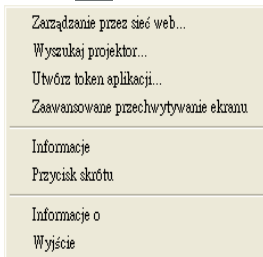 Zarządzanie przez sieć web...
Wyszukaj projektor...
Utwórz token aplikacji...
Zaawansowane przechwytywanie ekranu
Informacje
Przycisk skrótu
Informacje o
Wyjście